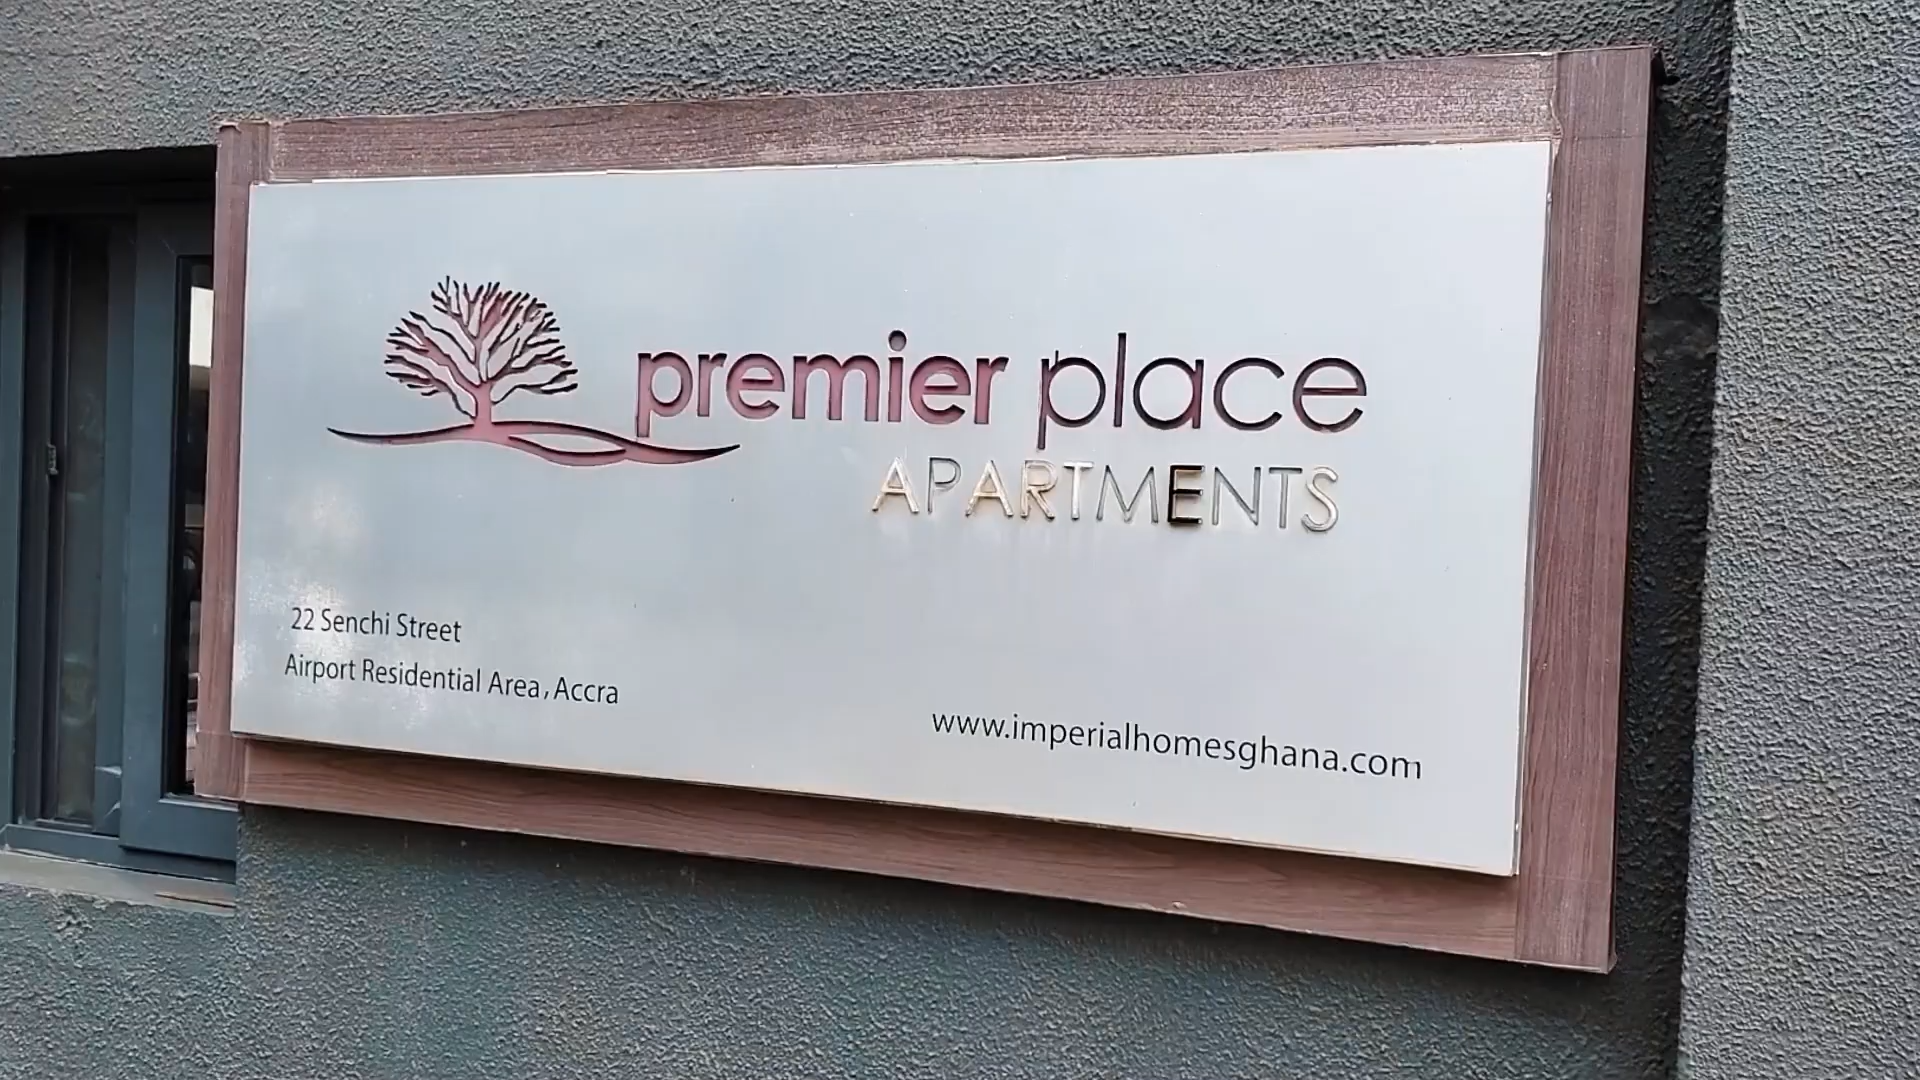 premier place
APARTMENTS
22 Senchi Street
Airport Residential Area, Accra
www.imperialhomesghana.com